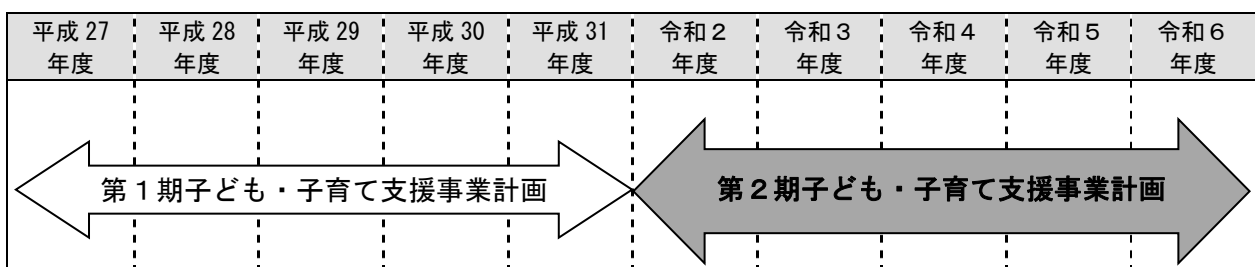 平成27年度
平成28年度
平成29年度
平成30年度
平成31年度
令和２年度
令和３年度
令和４年度
令和５年度
令和６年度
第１期子ども・子育て支援事業計画
第２期子ども・子育て支援事業計画